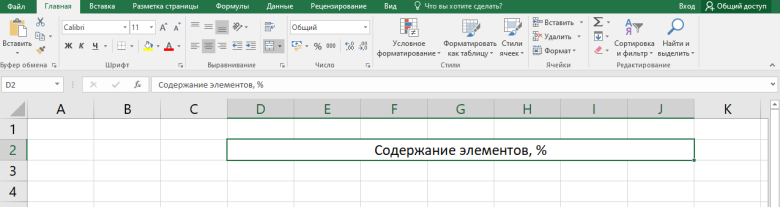 Файл Главная Вставка Разметка страницы Формулы Данные Рецензирование Вид Что вы хотите сделать? Вход Общий доступ
Вставить
Calibri 11
Ж К Ч
Общий
% 000
Условное форматирование
Форматировать как таблицу
Стили ячеек
Вставить
Удалить
Формат
Сортировка и фильтр
Найти и выделить
Буфер обмена Шрифт Выравнивание Число Стили Ячейки Редактирование
D2 fx Содержание элементов, %
A B C D E F G H I J K
1
2 Содержание элементов, %
3
4